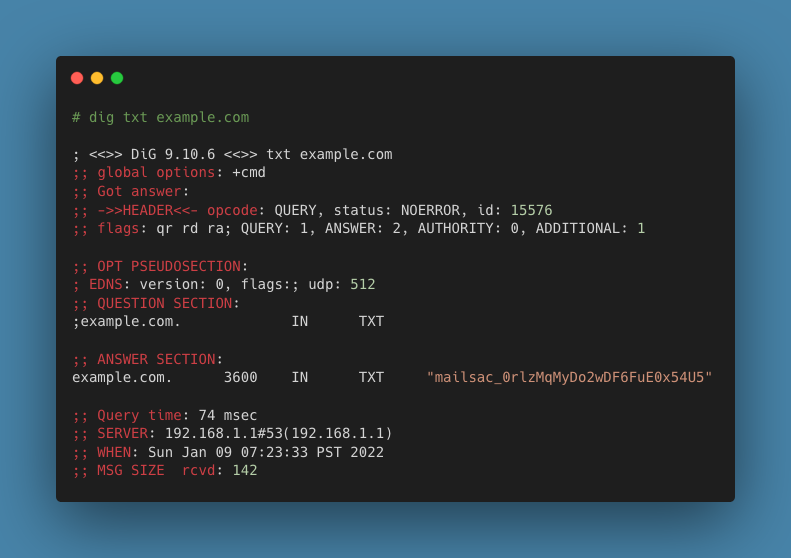 # dig txt example.com
; <<>> DiG 9.10.6 <<>> txt example.com
;; global options: +cmd
;; Got answer:
;; ->>HEADER<<- opcode: QUERY, status: NOERROR, id: 15576
;; flags: qr rd ra; QUERY: 1, ANSWER: 2, AUTHORITY: 0, ADDITIONAL: 1
;; OPT PSEUDOSECTION:
; EDNS: version: 0, flags:; udp: 512
;; QUESTION SECTION:
;example.com. IN TXT
;; ANSWER SECTION:
example.com. 3600 IN TXT "mailsac_0rlzMqMyDo2wDF6FuE0x54U5"
;; Query time: 74 msec
;; SERVER: 192.168.1.1#53(192.168.1.1)
;; WHEN: Sun Jan 09 07:23:33 PST 2022
;; MSG SIZE rcvd: 142